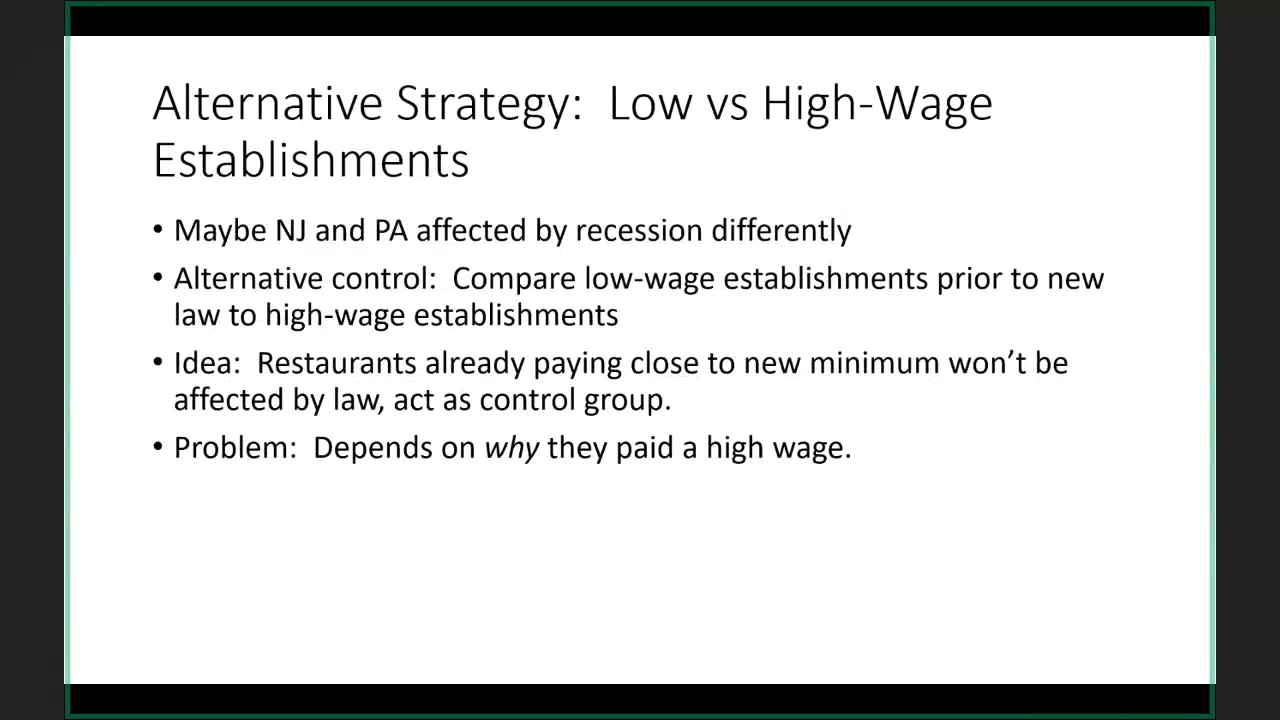 Alternative Strategy:  Low vs High-Wage
Establishments
• Maybe NJ and PA affected by recession differently
• Alternative control:  Compare low-wage establishments prior to new
law to high-wage establishments
• Idea:  Restaurants already paying close to new minimum won’t be
affected by law, act as control group.
• Problem:  Depends on why they paid a high wage.